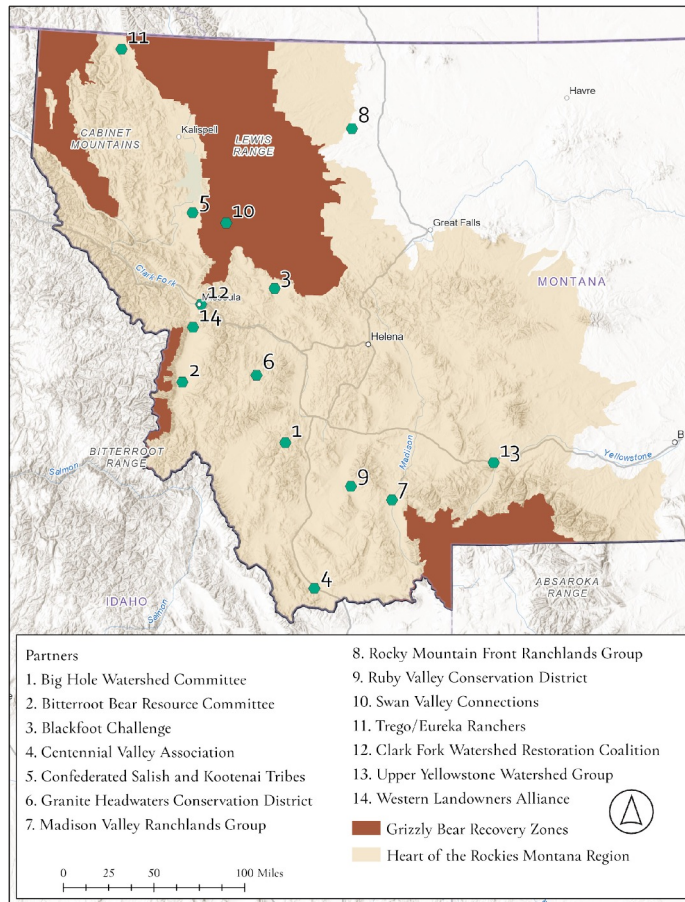 11
8
Havre
CABINET
MOUNTAINS
Kalispell
LEWIS
RANGE
5
10
Great Falls
Clark Fork
3
MONTANA
12
Missoula
14
Helena
6
2
1
BITTERROOT
RANGE
Salmon
Madison
13
Yellowstone
B
9
7
4
IDAHO
Salmon
ABSAROKA
RANGE
Partners
1. Big Hole Watershed Committee
2. Bitterroot Bear Resource Committee
3. Blackfoot Challenge
4. Centennial Valley Association
5. Confederated Salish and Kootenai Tribes
6. Granite Headwaters Conservation District
7. Madison Valley Ranchlands Group
8. Rocky Mountain Front Ranchlands Group
9. Ruby Valley Conservation District
10. Swan Valley Connections
11. Trego/Eureka Ranchers
12. Clark Fork Watershed Restoration Coalition
13. Upper Yellowstone Watershed Group
14. Western Landowners Alliance
Grizzly Bear Recovery Zones
Heart of the Rockies Montana Region
0 25 50 100 Miles